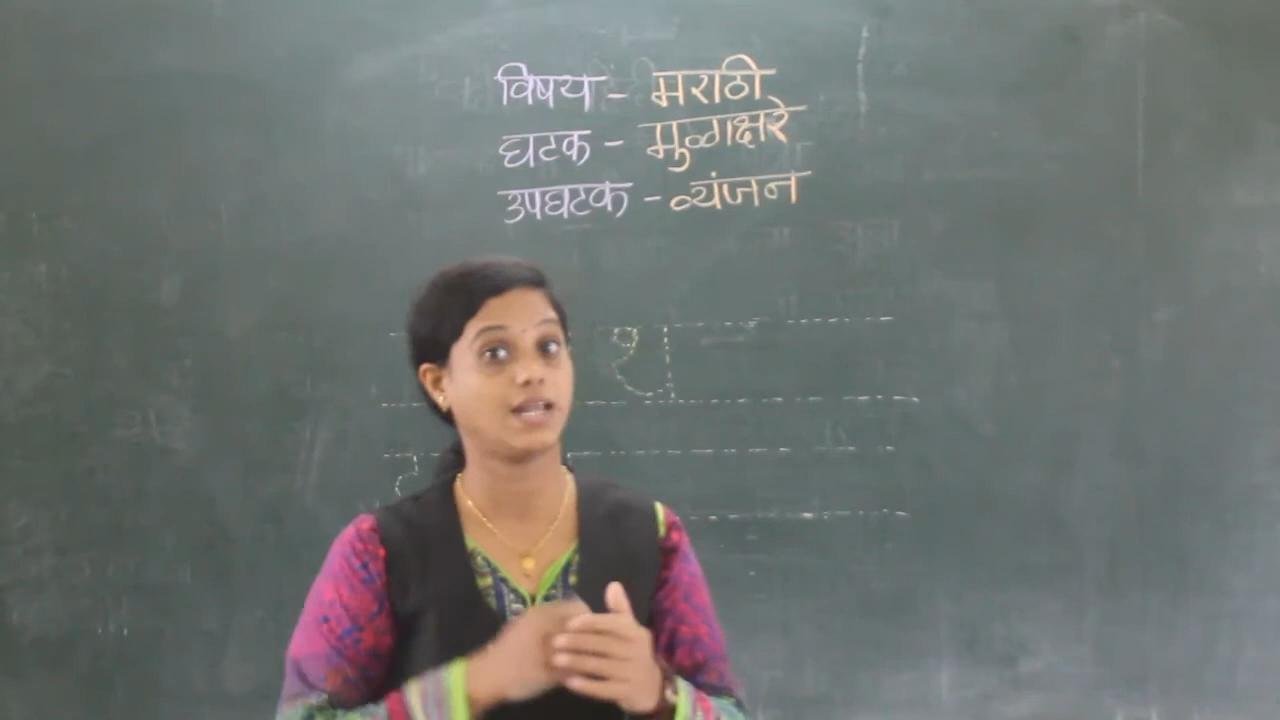 विषय - मराठी
घटक - मुळाक्षरे
उपघटक - व्यंजन
थ